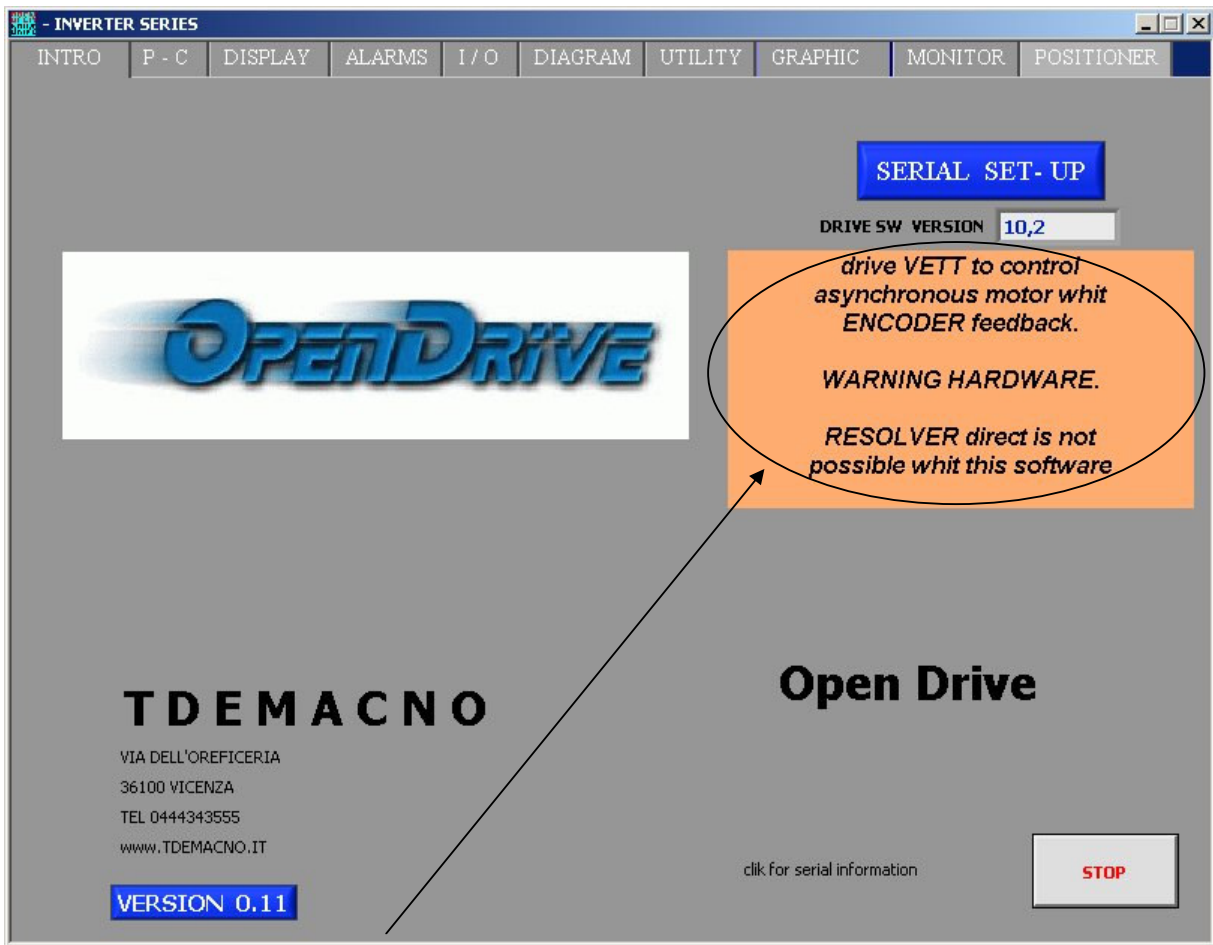 - INVERTER SERIES
INTRO P - C DISPLAY ALARMS I / O DIAGRAM UTILITY GRAPHIC MONITOR POSITIONER
SERIAL SET- UP
DRIVE SW VERSION 10,2
drive VETT to control
asynchronous motor whit
ENCODER feedback.
WARNING HARDWARE.
RESOLVER direct is not
possible whit this software
OPENDRIVE
Open Drive
TDEMACNO
VIA DELL'OREFICERIA
36100 VICENZA
TEL 0444343555
www.TDEMACNO.IT
clik for serial information
STOP
VERSION 0.11